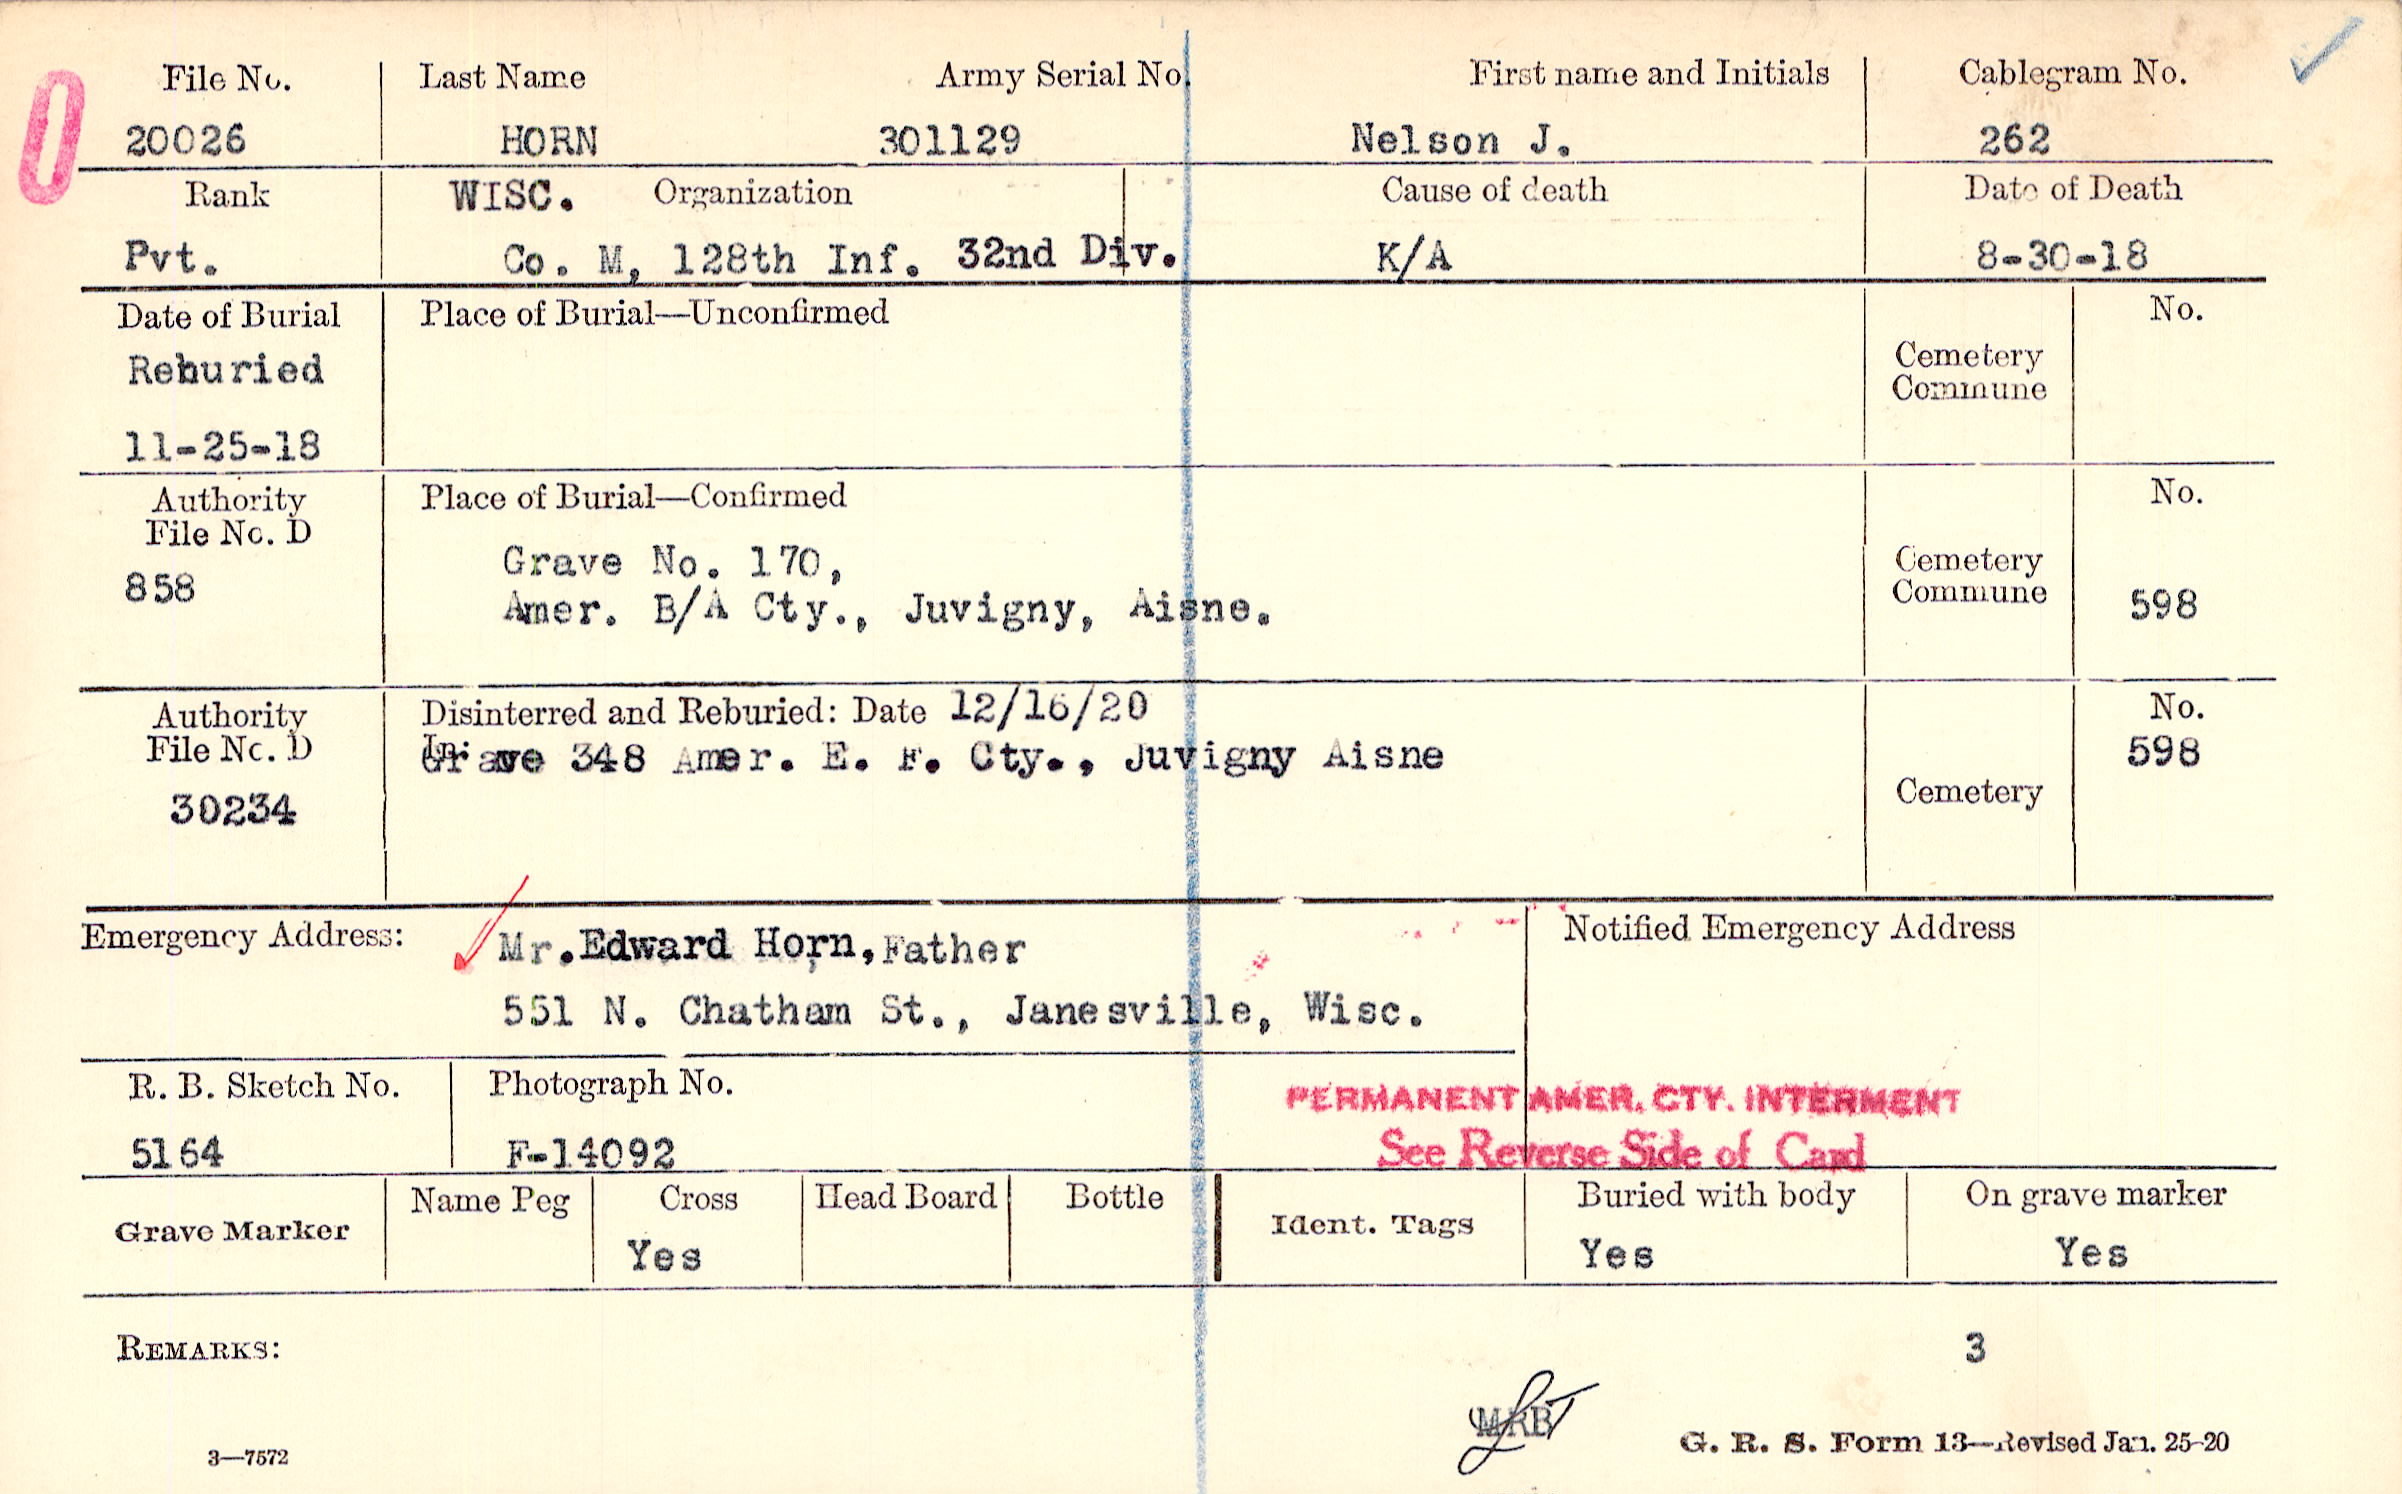 File No. Last Name Army Serial No. First name and Initials Cablegram No.
20026 HORN 301129 Nelson J. 262
Rank WISC. Organization Cause of death Date of Death
Pvt. Co. M, 128th Inf. 32nd Div. K/A 8-30-18
Date of Burial Place of Burial—Unconfirmed No.
Reburied
Cemetery
Commune
11-25-18
Authority Place of Burial—Confirmed No.
File No. D
858
Grave No. 170,
Amer. B/A Cty., Juvigny, Aisne.
Cemetery
Commune
598
Authority Disinterred and Reburied: Date 12/16/20 No.
File No. D In: Grave 348 Amer. E. F. Cty., Juvigny Aisne 598
30234 Cemetery
Emergency Address: Mr. Edward Horn, Father Notified Emergency Address
551 N. Chatham St., Janesville, Wisc.
R. B. Sketch No. Photograph No.
PERMANENT AMER. CTY. INTERMENT
5164 F-14092 See Reverse Side of Card
Grave Marker Name Peg Cross Head Board Bottle Ident. Tags Buried with body On grave marker
Yes Yes Yes
REMARKS: 3
MRB
3—7572 G. R. S. Form 13—Revised Jan. 25-20